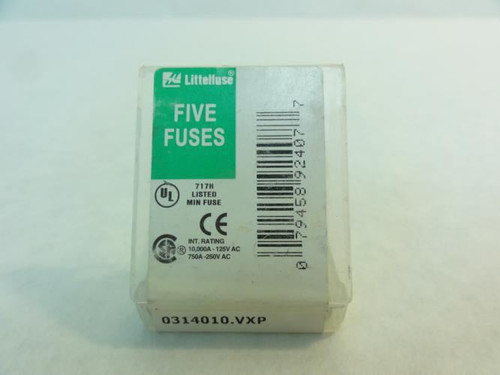 Littelfuse®
FIVE
FUSES
UL
717H
LISTED
MIN FUSE
CE
INT. RATING
10,000A - 125V AC
750A -250V AC
0 79458 92407 7
0314010.VXP